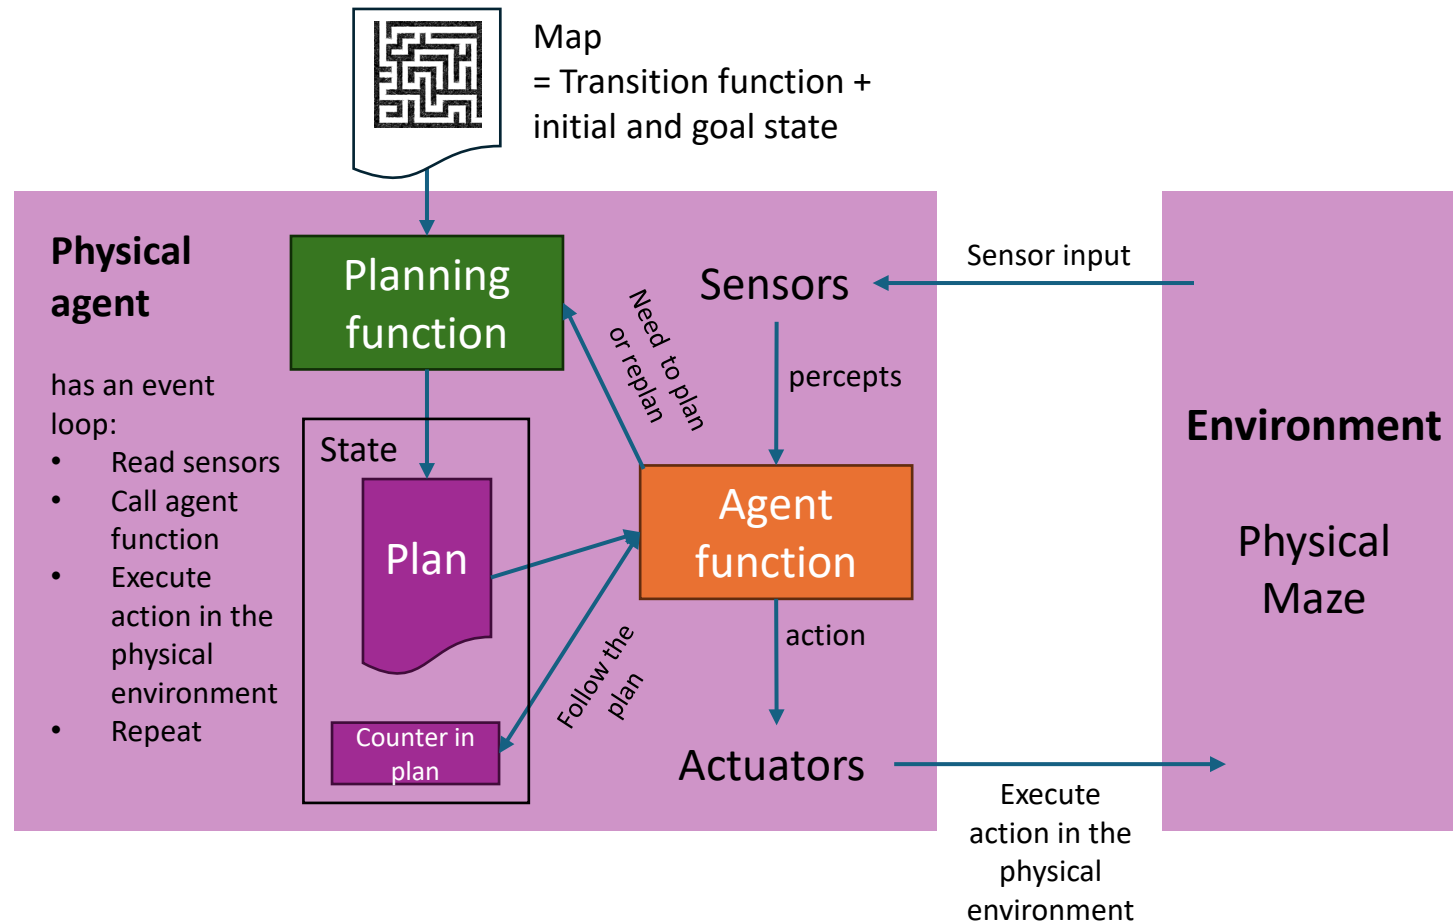 Map
= Transition function +
initial and goal state
Physical
agent
has an event
loop:
• Read sensors
• Call agent
function
• Execute
action in the
physical
environment
• Repeat
Planning
function
State
Plan
Counter in
plan
Need to plan
or replan
Follow the
plan
Sensors
percepts
Agent
function
action
Actuators
Sensor input
Execute
action in the
physical
environment
Environment
Physical
Maze